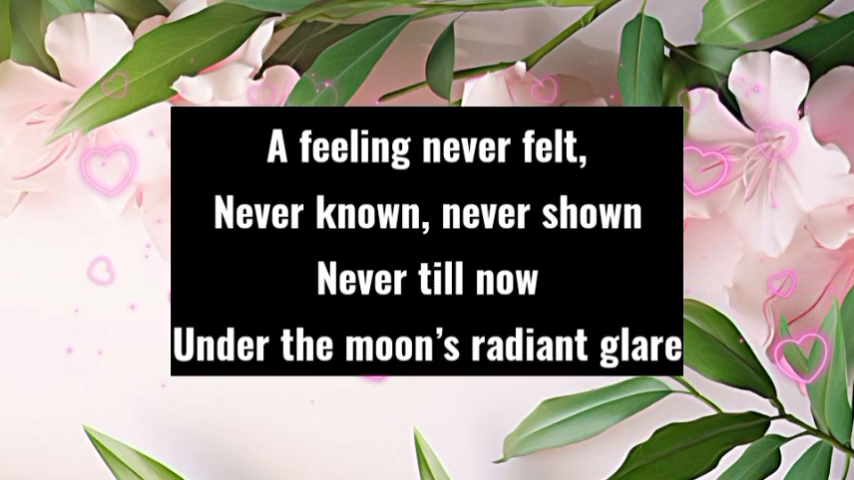 A feeling never felt,
Never known, never shown
Never till now
Under the moon’s radiant glare